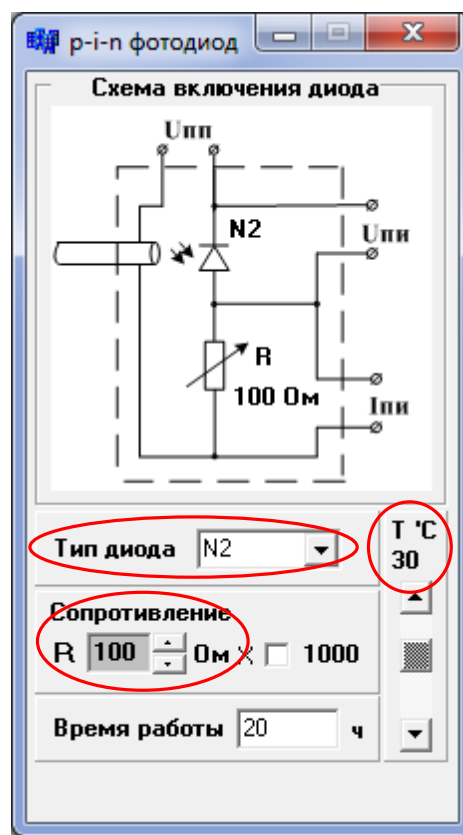 p-i-n фотодиод
Схема включения диода
Uпп
N2
Uпи
R
100 Ом
Iпи
Тип диода N2
T 'C
30
Сопротивление
R 100 Ом × 1000
Время работы 20 ч